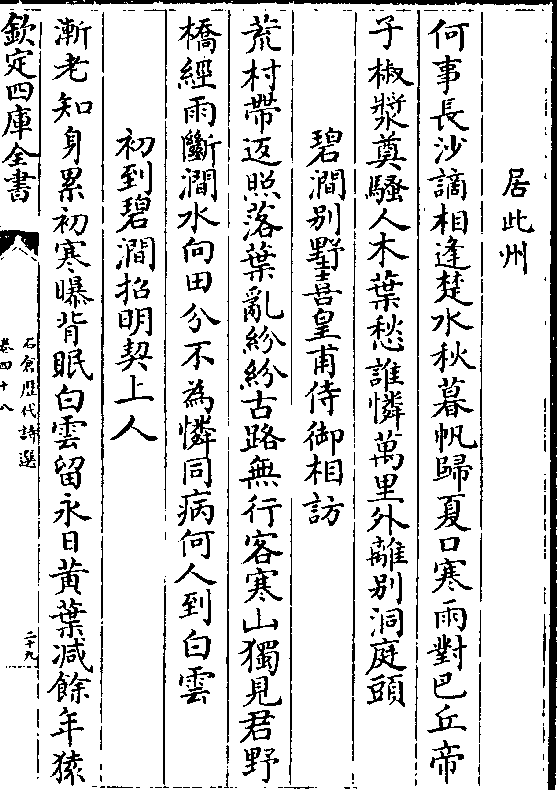 居此州
何事長沙謫相逢楚水秋暮帆歸夏口寒雨對巴丘帝
子椒漿奠騷人木葉愁誰憐萬里外離別洞庭頭
碧澗别墅喜皇甫侍御相訪
荒村帶返照落葉亂紛紛古路無行客寒山獨見君野
橋經雨斷澗水向田分不為憐同病何人到白雲
初到碧澗招明契上人
漸老知身累初寒曝背眠白雲留永日黄葉減餘年猿
欽定四庫全書
石倉歴代詩選
卷四十八
二十九